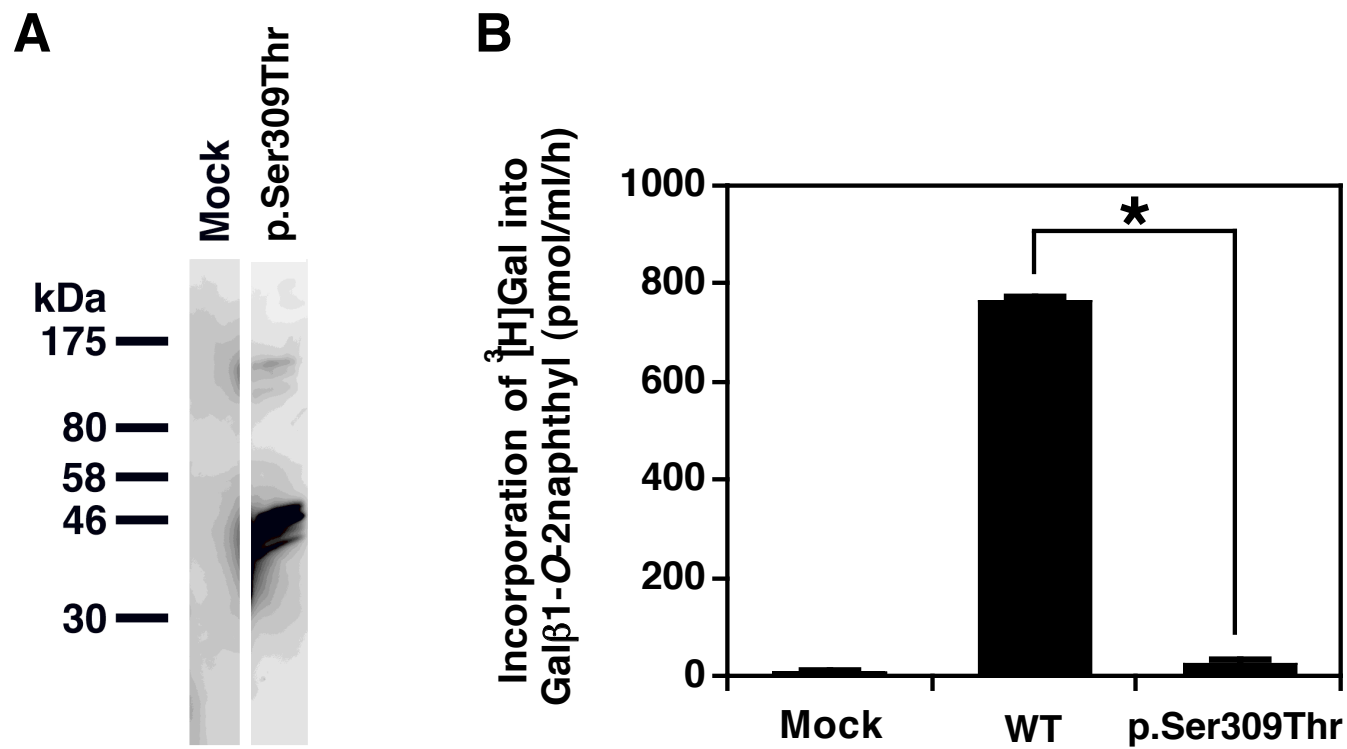 A
B
Mock
p.Ser309Thr
kDa
175
80
58
46
30
Incorporation of [³H]Gal into
Galβ1-O-2naphthyl (pmol/ml/h)
1000
800
600
400
200
0
*
Mock
WT
p.Ser309Thr